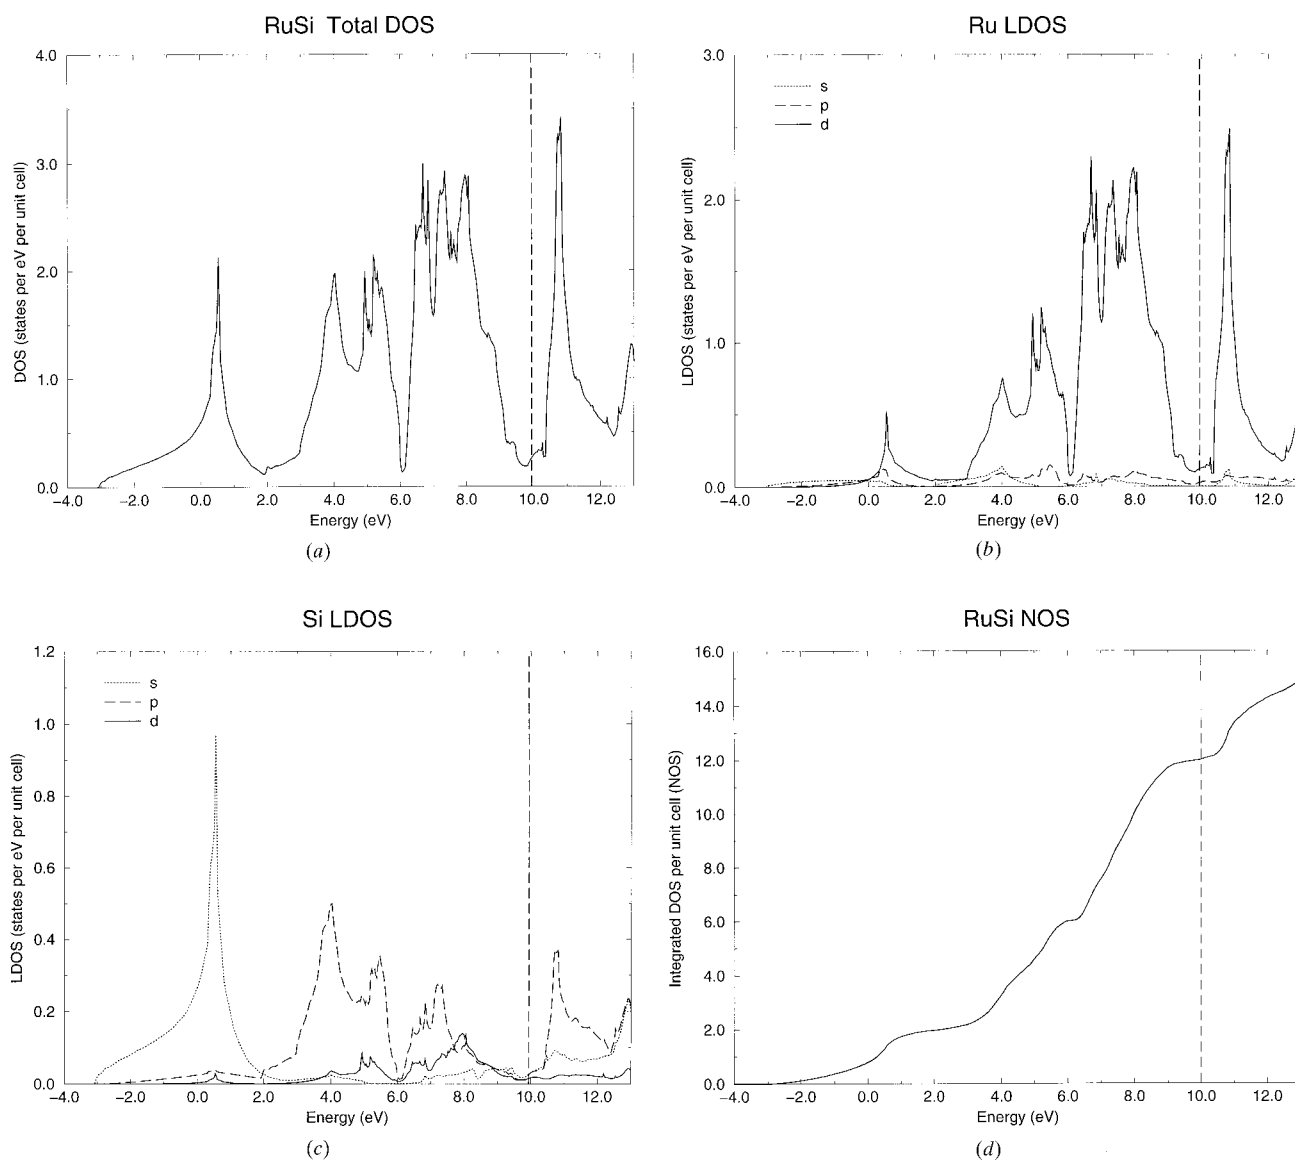 RuSi Total DOS
DOS (states per eV per unit cell)
4.0
3.0
2.0
1.0
0.0
−4.0 −2.0 0.0 2.0 4.0 6.0 8.0 10.0 12.0
Energy (eV)
(a)
Ru LDOS
LDOS (states per eV per unit cell)
3.0
2.0
1.0
0.0
s
p
d
−4.0 −2.0 0.0 2.0 4.0 6.0 8.0 10.0 12.0
Energy (eV)
(b)
Si LDOS
LDOS (states per eV per unit cell)
1.2
1.0
0.8
0.6
0.4
0.2
0.0
s
p
d
−4.0 −2.0 0.0 2.0 4.0 6.0 8.0 10.0 12.0
Energy (eV)
(c)
RuSi NOS
Integrated DOS per unit cell (NOS)
16.0
14.0
12.0
10.0
8.0
6.0
4.0
2.0
0.0
−4.0 −2.0 0.0 2.0 4.0 6.0 8.0 10.0 12.0
Energy (eV)
(d)